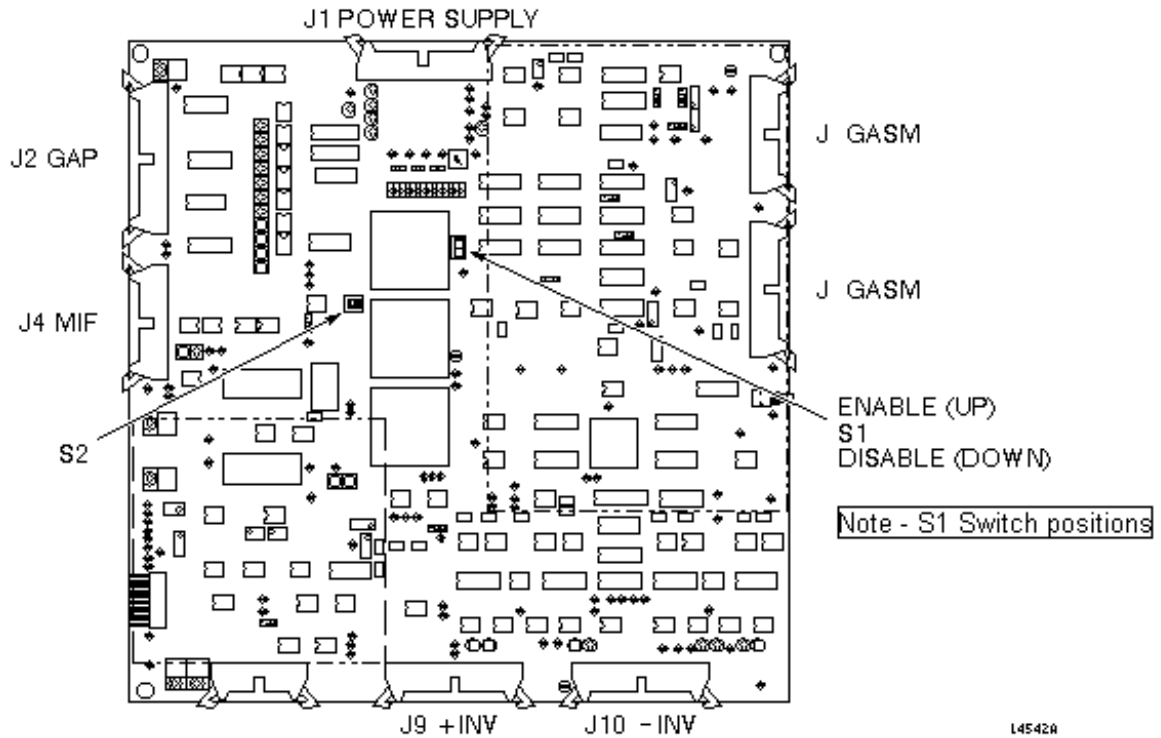 J1 POWER SUPPLY
J2 GAP
J GASM
J4 MIF
J GASM
S2
ENABLE (UP)
S1
DISABLE (DOWN)
Note - S1 Switch positions
J9 +INV
J10 -INV
L4542A